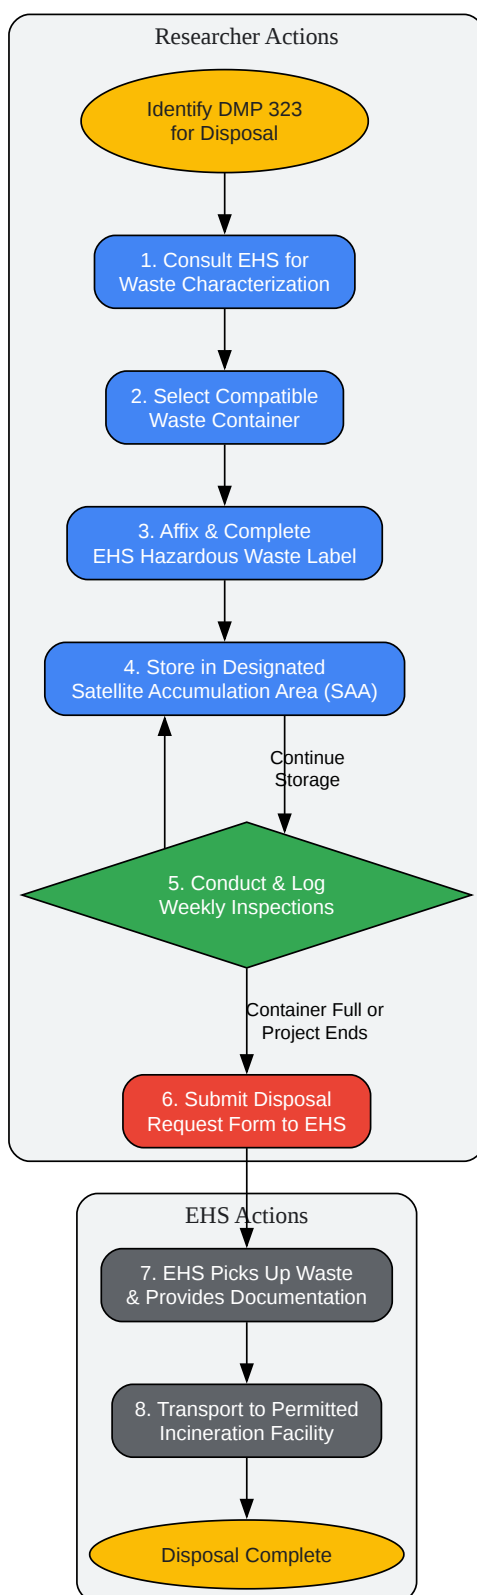 Researcher Actions
Identify DMP 323
for Disposal
1. Consult EHS for
Waste Characterization
2. Select Compatible
Waste Container
3. Affix & Complete
EHS Hazardous Waste Label
4. Store in Designated
Satellite Accumulation Area (SAA)
Continue
Storage
5. Conduct & Log
Weekly Inspections
Container Full or
Project Ends
6. Submit Disposal
Request Form to EHS
EHS Actions
7. EHS Picks Up Waste
& Provides Documentation
8. Transport to Permitted
Incineration Facility
Disposal Complete